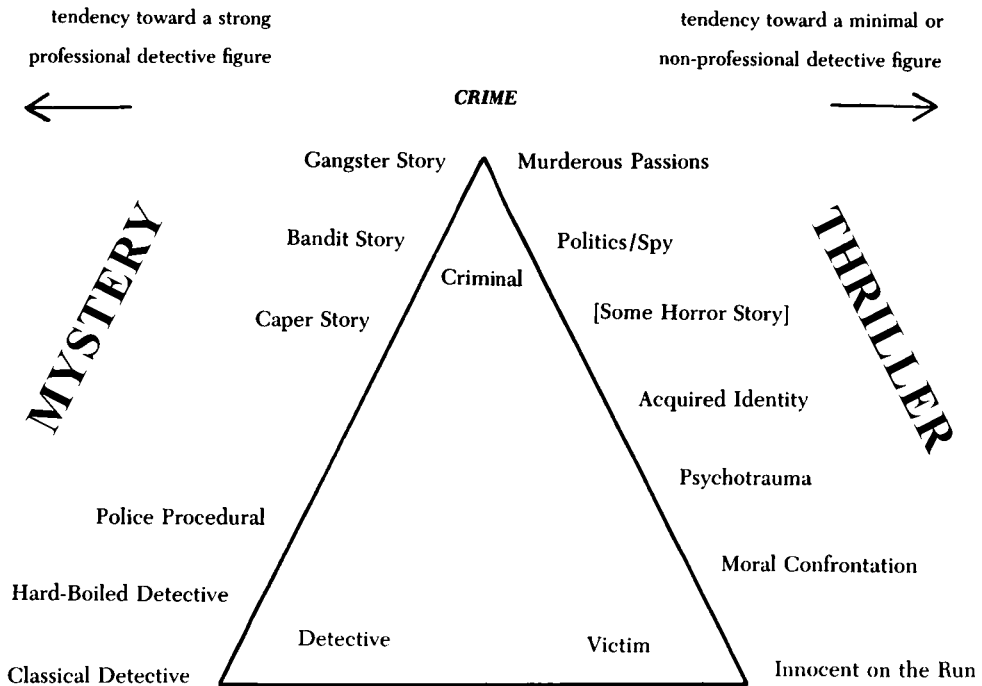 tendency toward a strong
professional detective figure
tendency toward a minimal or
non-professional detective figure
CRIME
Gangster Story
Murderous Passions
MYSTERY
THRILLER
Bandit Story
Politics/Spy
Criminal
Caper Story
[Some Horror Story]
Acquired Identity
Psychotrauma
Police Procedural
Moral Confrontation
Hard-Boiled Detective
Detective
Victim
Classical Detective
Innocent on the Run